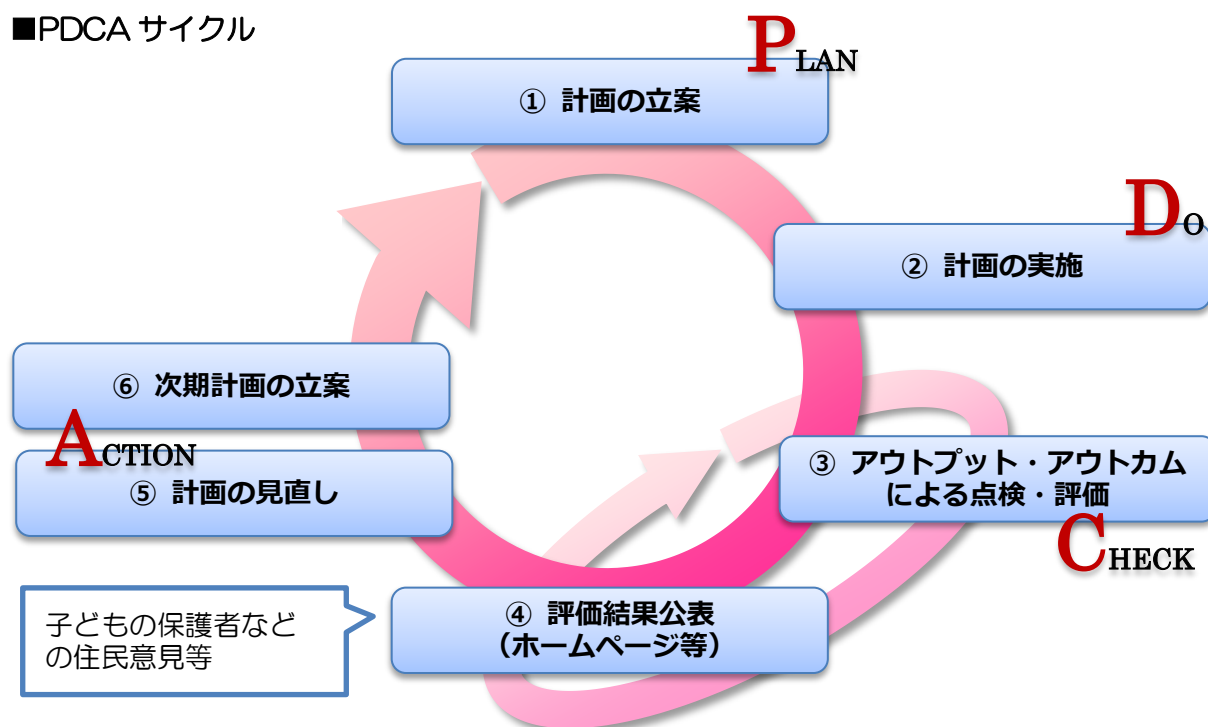 ■PDCA サイクル
PLAN
① 計画の立案
DO
② 計画の実施
③ アウトプット・アウトカム
による点検・評価
CHECK
④ 評価結果公表
（ホームページ等）
子どもの保護者など
の住民意見等
⑥ 次期計画の立案
ACTION
⑤ 計画の見直し